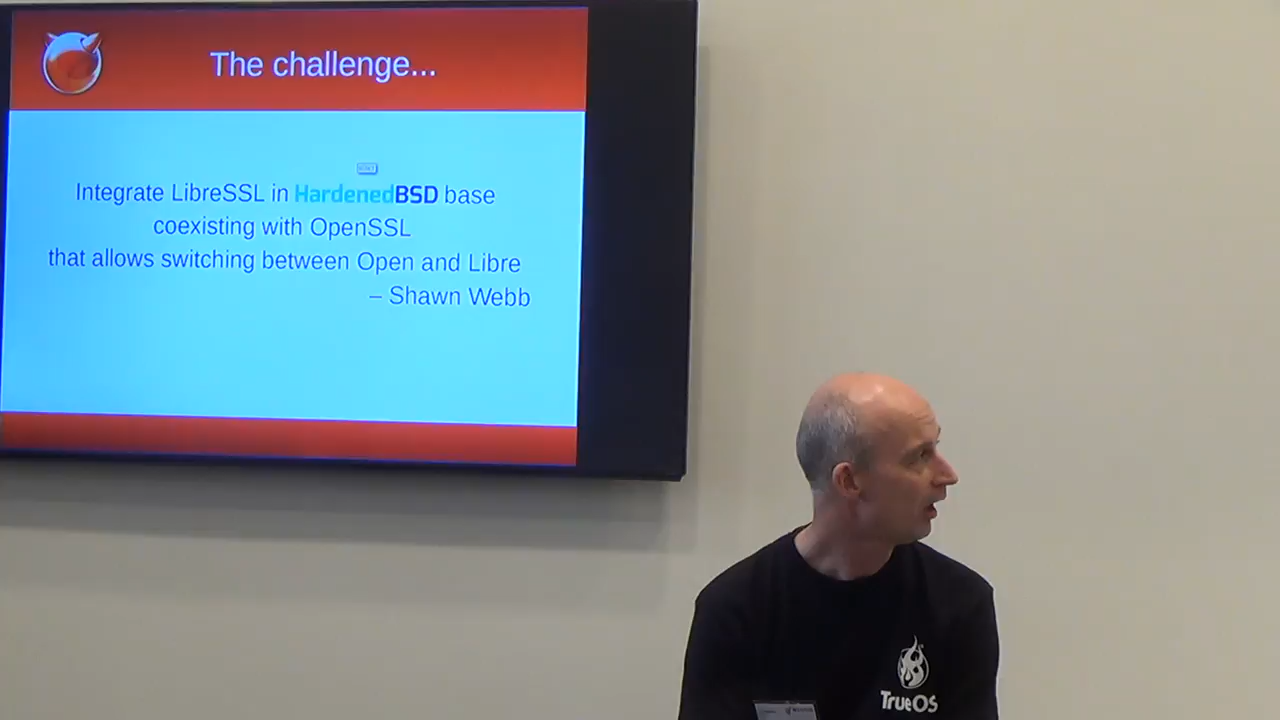 The challenge...
Integrate LibreSSL in HardenedBSD base
coexisting with OpenSSL
that allows switching between Open and Libre
– Shawn Webb
TrueOS